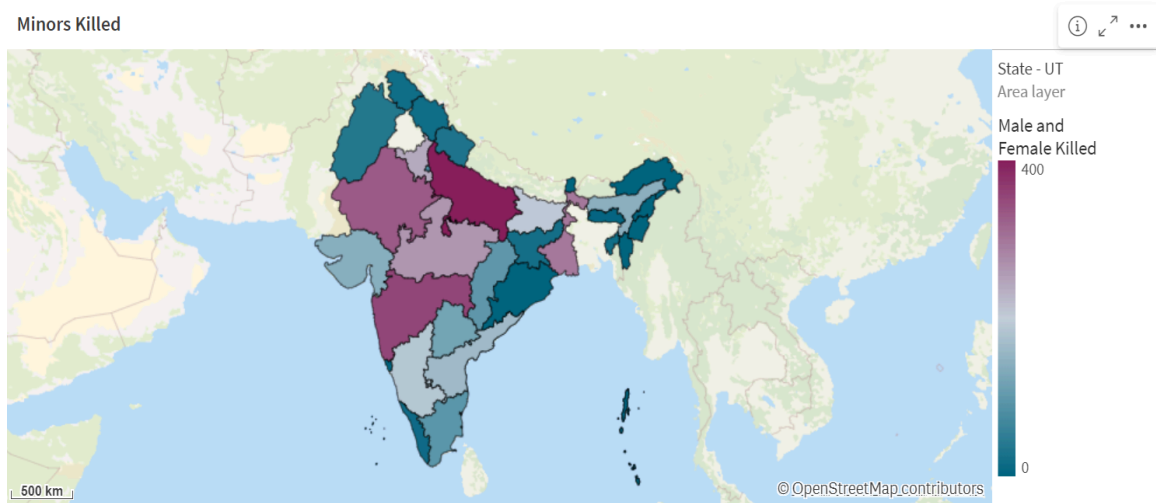 Minors Killed
State - UT
Area layer
Male and
Female Killed
400
0
500 km
© OpenStreetMap contributors